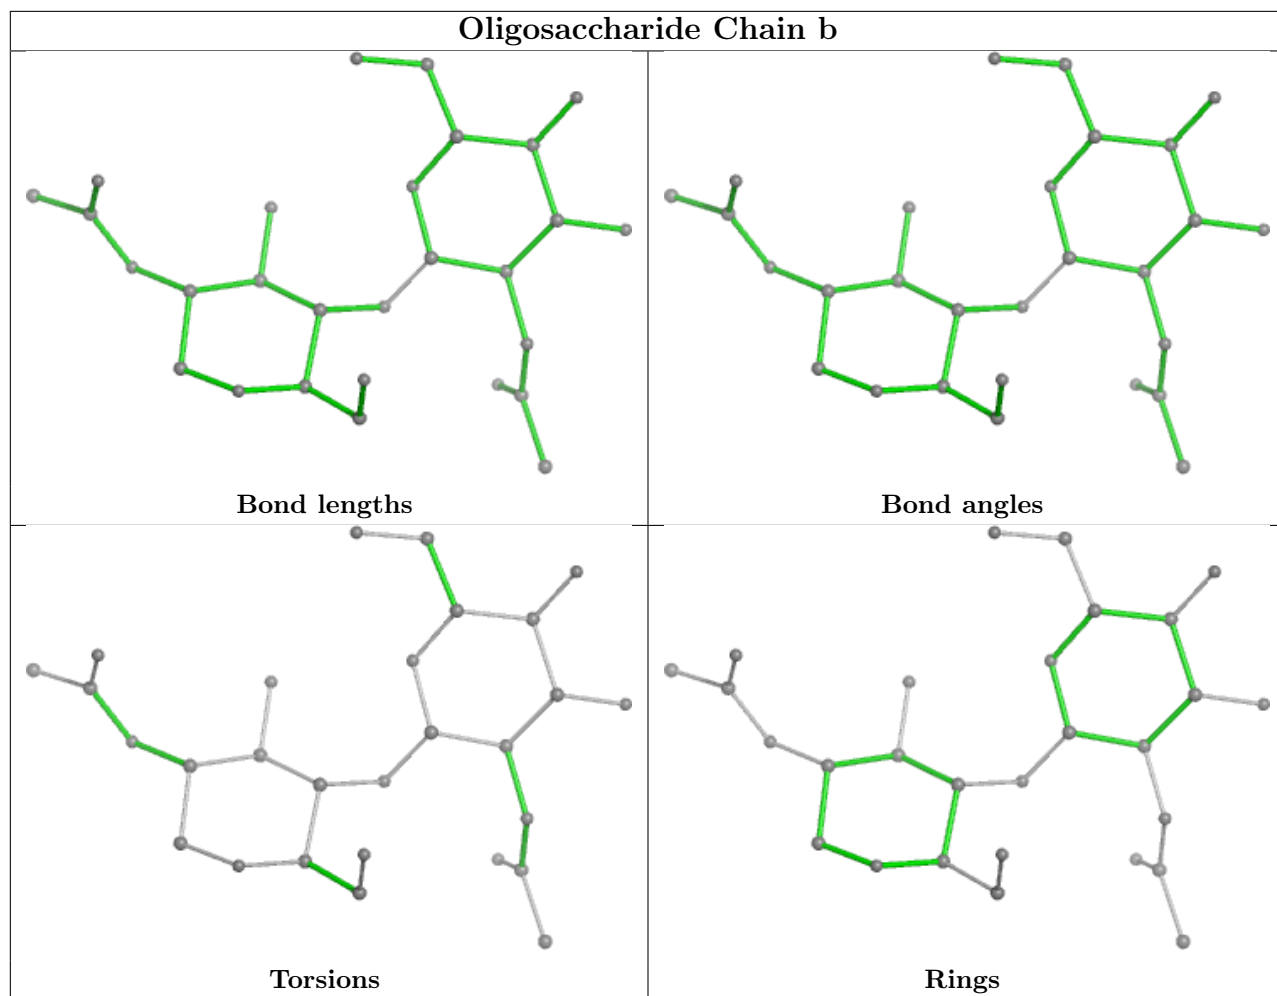 Oligosaccharide Chain b
Bond lengths
Bond angles
Torsions
Rings